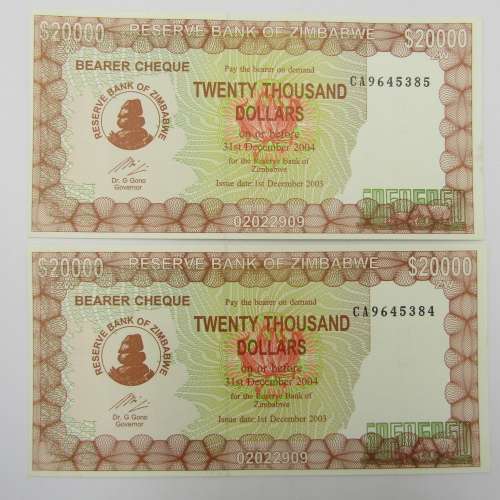 $20000 RESERVE BANK OF ZIMBABWE $20000
BEARER CHEQUE
Pay the bearer on demand
CA9645385
TWENTY THOUSAND
DOLLARS
on or before
31st December 2004
for the Reserve Bank of
Zimbabwe
Issue date :1st December 2003
RESERVE BANK OF ZIMBABWE
Dr. G Gono
Governor
02022909
$20000 RESERVE BANK OF ZIMBABWE $20000
ZW
BEARER CHEQUE
Pay the bearer on demand
CA9645384
TWENTY THOUSAND
DOLLARS
on or before
31st December 2004
for the Reserve Bank of
Zimbabwe
Issue date :1st December 2003
RESERVE BANK OF ZIMBABWE
Dr. G Gono
Governor
02022909